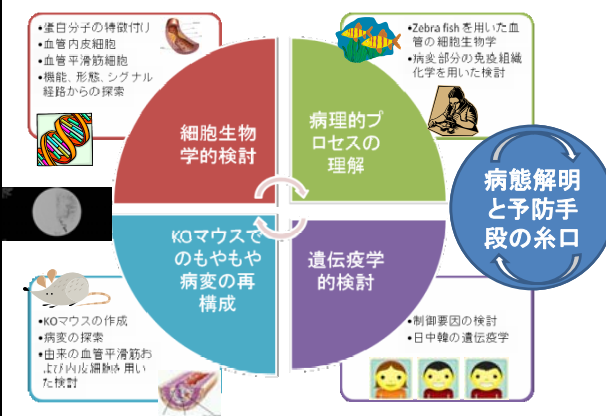 •蛋白分子の特徴付け
•血管内皮細胞
•血管平滑筋細胞
•機能、形態、シグナル
経路からの探索
•Zebra fishを用いた血
管の細胞生物学
•病変部分の免疫組織
化学を用いた検討
細胞生物
学的検討
病理的プ
ロセスの
理解
病態解明
と予防手
段の糸口
KOマウスで
のもやもや
病変の再
構成
遺伝疫学
的検討
•KOマウスの作成
•病変の探索
•由来の血管平滑筋お
よび内皮細胞を用い
た検討
•制御要因の検討
•日中韓の遺伝疫学